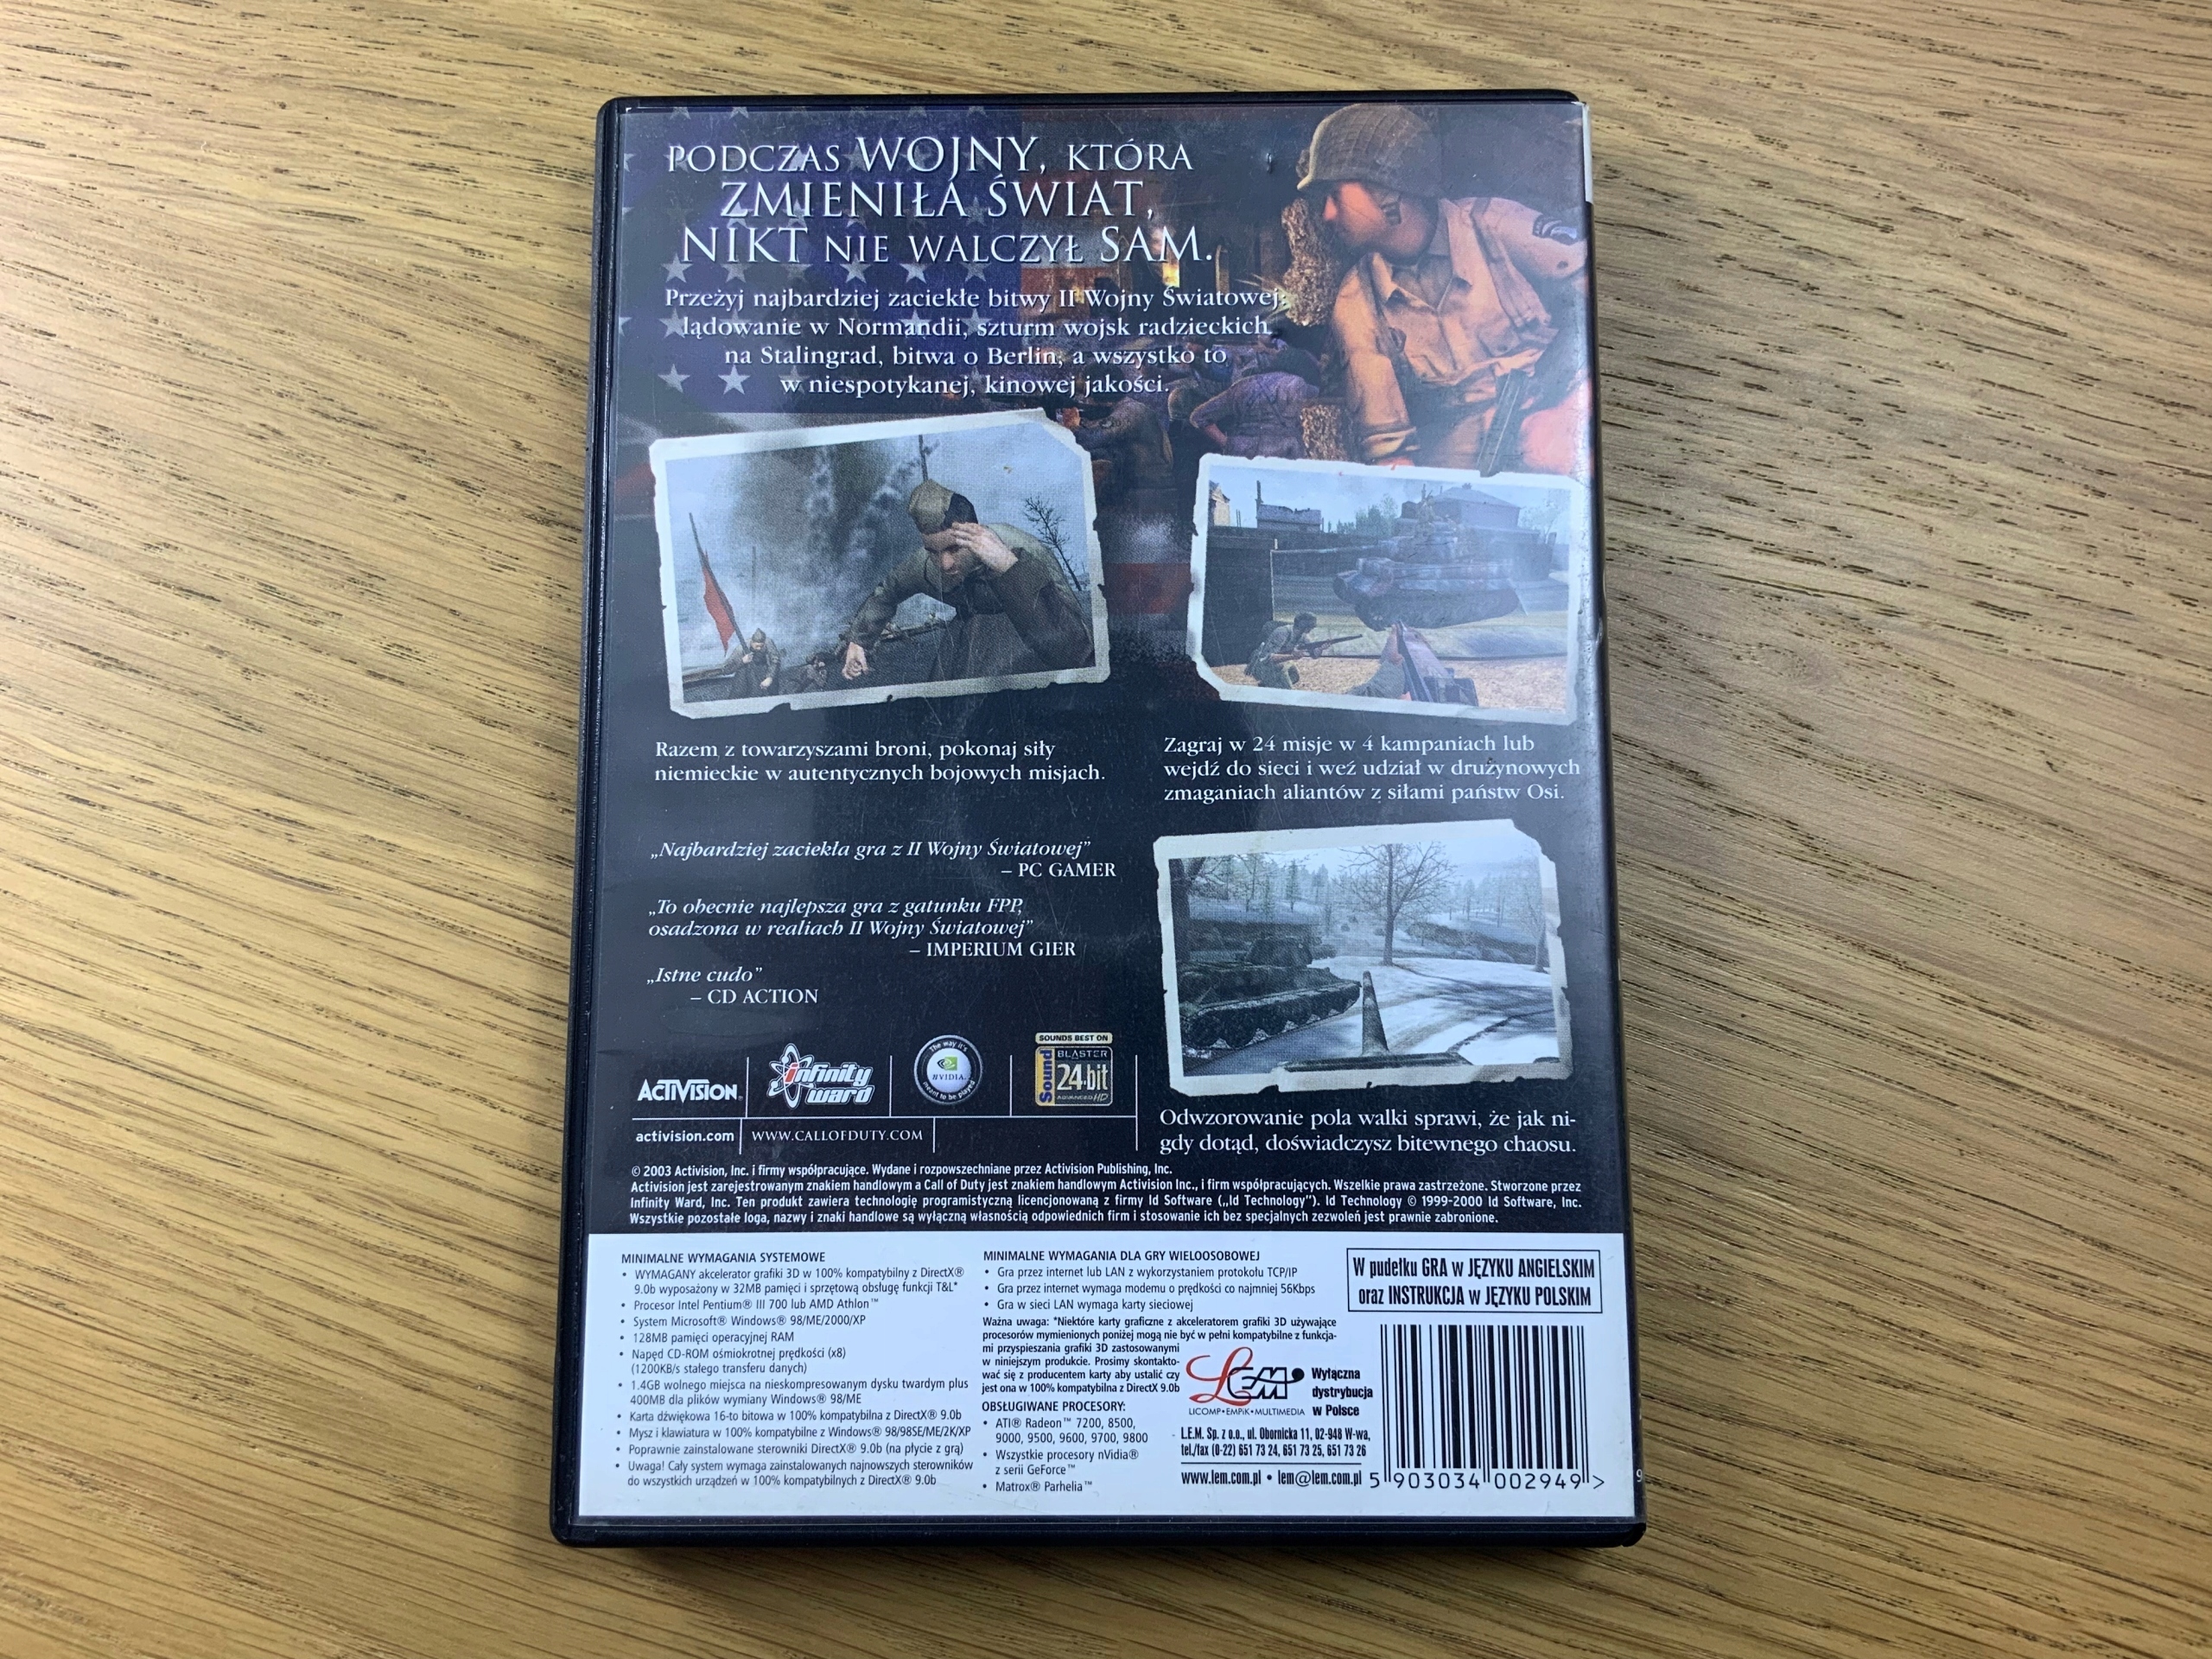 PODCZAS WOJNY, KTÓRA
ZMIENIŁA ŚWIAT,
NIKT NIE WALCZYŁ SAM.
Przeżyj najbardziej zaciekłe bitwy II Wojny Światowej:
lądowanie w Normandii, szturm wojsk radzieckich
na Stalingrad, bitwa o Berlin; a wszystko to
w niespotykanej, kinowej jakości.
Razem z towarzyszami broni, pokonaj siły
niemieckie w autentycznych bojowych misjach.
Zagraj w 24 misje w 4 kampaniach lub
wejdź do sieci i weź udział w drużynowych
zmaganiach aliantów z siłami państw Osi.
„Najbardziej zaciekła gra z II Wojny Światowej”
– PC GAMER
„To obecnie najlepsza gra z gatunku FPP,
osadzona w realiach II Wojny Światowej”
– IMPERIUM GIER
„Istne cudo”
– CD ACTION
ACTIVISION
infinity
ward
The way it's
NVIDIA
meant to be played
SOUNDS BEST ON
Sound
BLASTER
24-bit
ADVANCED HD
activision.com
WWW.CALLOFDUTY.COM
Odwzorowanie pola walki sprawi, że jak ni-
gdy dotąd, doświadczysz bitewnego chaosu.
© 2003 Activision, Inc. i firmy współpracujące. Wydane i rozpowszechniane przez Activision Publishing, Inc.
Activision jest zarejestrowanym znakiem handlowym a Call of Duty jest znakiem handlowym Activision Inc., i firm współpracujących. Wszelkie prawa zastrzeżone. Stworzone przez
Infinity Ward, Inc. Ten produkt zawiera technologię programistyczną licencjonowaną z firmy Id Software („Id Technology”). Id Technology © 1999-2000 Id Software, Inc.
Wszystkie pozostałe loga, nazwy i znaki handlowe są wyłączną własnością odpowiednich firm i stosowanie ich bez specjalnych zezwoleń jest prawnie zabronione.
MINIMALNE WYMAGANIA SYSTEMOWE
• WYMAGANY akcelerator grafiki 3D w 100% kompatybilny z DirectX®
9.0b wyposażony w 32MB pamięci i sprzętową obsługę funkcji T&L*
• Procesor Intel Pentium® III 700 lub AMD Athlon™
• System Microsoft® Windows® 98/ME/2000/XP
• 128MB pamięci operacyjnej RAM
• Napęd CD-ROM ośmiokrotnej prędkości (x8)
(1200KB/s stałego transferu danych)
• 1.4GB wolnego miejsca na nieskompresowanym dysku twardym plus
400MB dla plików wymiany Windows® 98/ME
• Karta dźwiękowa 16-to bitowa w 100% kompatybilna z DirectX® 9.0b
• Mysz i klawiatura w 100% kompatybilne z Windows® 98/98SE/ME/2K/XP
• Poprawnie zainstalowane sterowniki DirectX® 9.0b (na płycie z grą)
• Uwaga! Cały system wymaga zainstalowanych najnowszych sterowników
do wszystkich urządzeń w 100% kompatybilnych z DirectX® 9.0b
MINIMALNE WYMAGANIA DLA GRY WIELOOSOBOWEJ
• Gra przez internet lub LAN z wykorzystaniem protokołu TCP/IP
• Gra przez internet wymaga modemu o prędkości co najmniej 56Kbps
• Gra w sieci LAN wymaga karty sieciowej
Ważna uwaga: *Niektóre karty graficzne z akceleratorem grafiki 3D używające
procesorów mymienionych poniżej mogą nie być w pełni kompatybilne z funkcja-
mi przyspieszania grafiki 3D zastosowanymi
w niniejszym produkcie. Prosimy skontakto-
wać się z producentem karty aby ustalić czy
jest ona w 100% kompatybilna z DirectX 9.0b
OBSŁUGIWANE PROCESORY:
• ATI® Radeon™ 7200, 8500,
9000, 9500, 9600, 9700, 9800
• Wszystkie procesory nVidia®
z serii GeForce™
• Matrox® Parhelia™
W pudełku GRA w JĘZYKU ANGIELSKIM
oraz INSTRUKCJA w JĘZYKU POLSKIM
LEM
LICOMP•EMPiK•MULTIMEDIA
Wyłączna
dystrybucja
w Polsce
L.E.M. Sp. z o.o., ul. Obornicka 11, 02-948 W-wa,
tel./fax (0-22) 651 73 24, 651 73 25, 651 73 26
www.lem.com.pl • lem@lem.com.pl
5 903034 002949 >